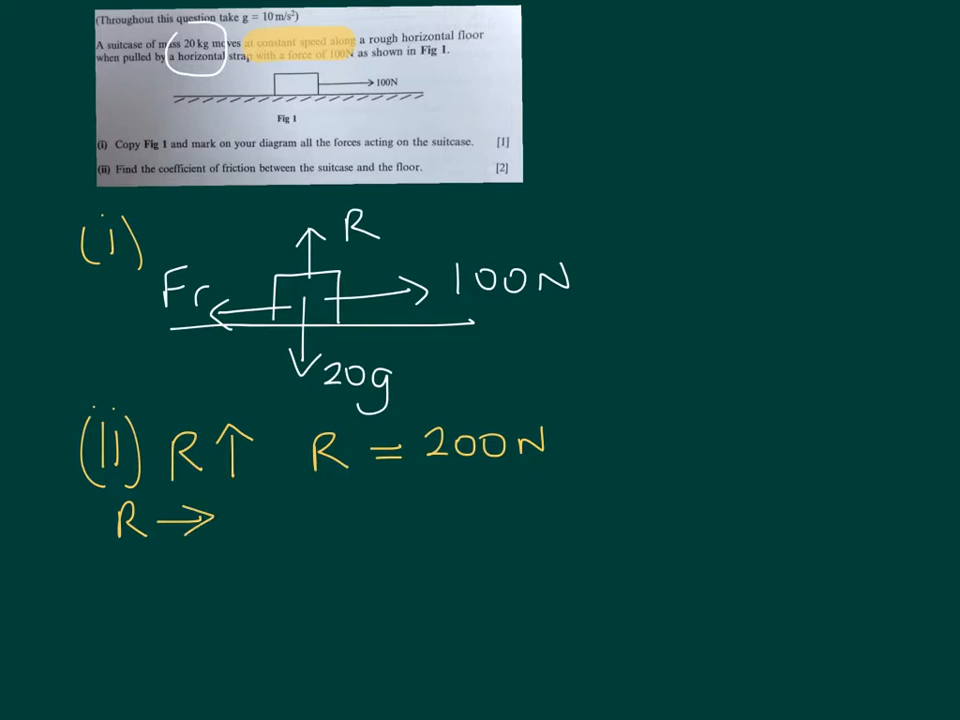 (Throughout this question take g = 10 m/s²)
A suitcase of mass 20 kg moves at constant speed along a rough horizontal floor
when pulled by a horizontal strap with a force of 100N as shown in Fig 1.
100N
Fig 1
(i) Copy Fig 1 and mark on your diagram all the forces acting on the suitcase. [1]
(ii) Find the coefficient of friction between the suitcase and the floor. [2]
(i)
R
Fr
100N
20g
(ii) R ↑ R = 200N
R →